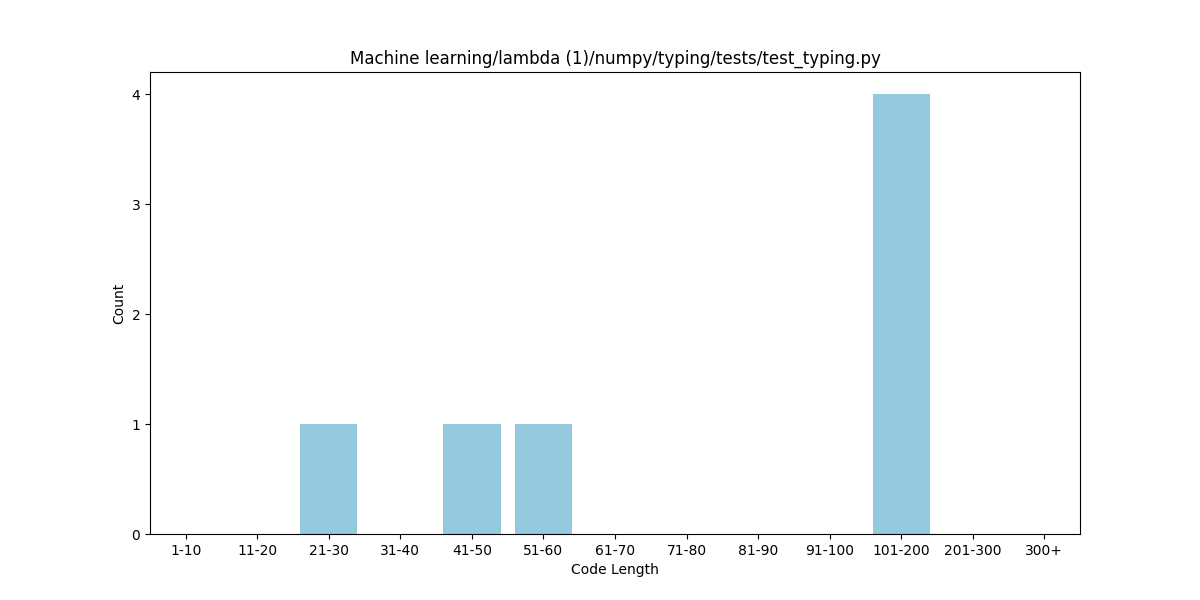 Machine learning/lambda (1)/numpy/typing/tests/test_typing.py
4
3
2
1
0
Count
1-10 11-20 21-30 31-40 41-50 51-60 61-70 71-80 81-90 91-100 101-200 201-300 300+
Code Length